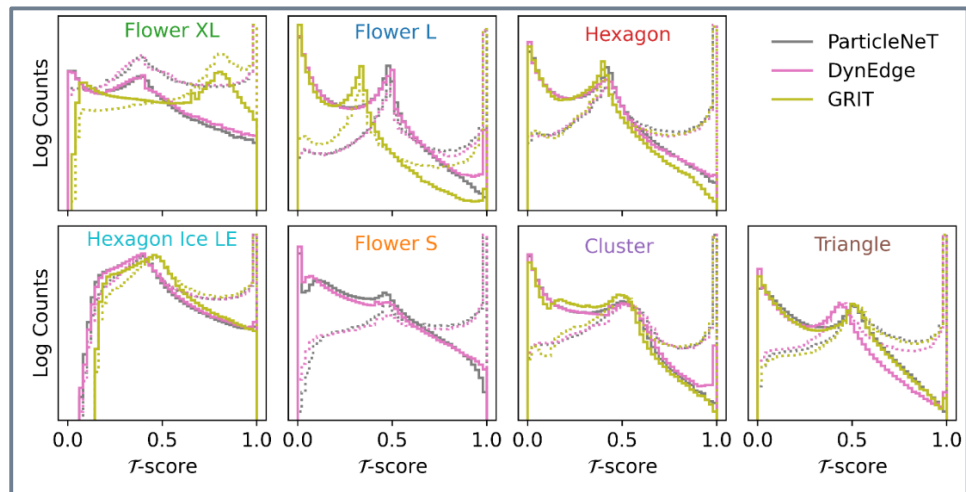 Flower XL
Flower L
Hexagon
ParticleNeT
DynEdge
GRIT
Log Counts
Hexagon Ice LE
Flower S
Cluster
Triangle
Log Counts
0.0 0.5 1.0
0.0 0.5 1.0
0.0 0.5 1.0
0.0 0.5 1.0
𝒯-score
𝒯-score
𝒯-score
𝒯-score